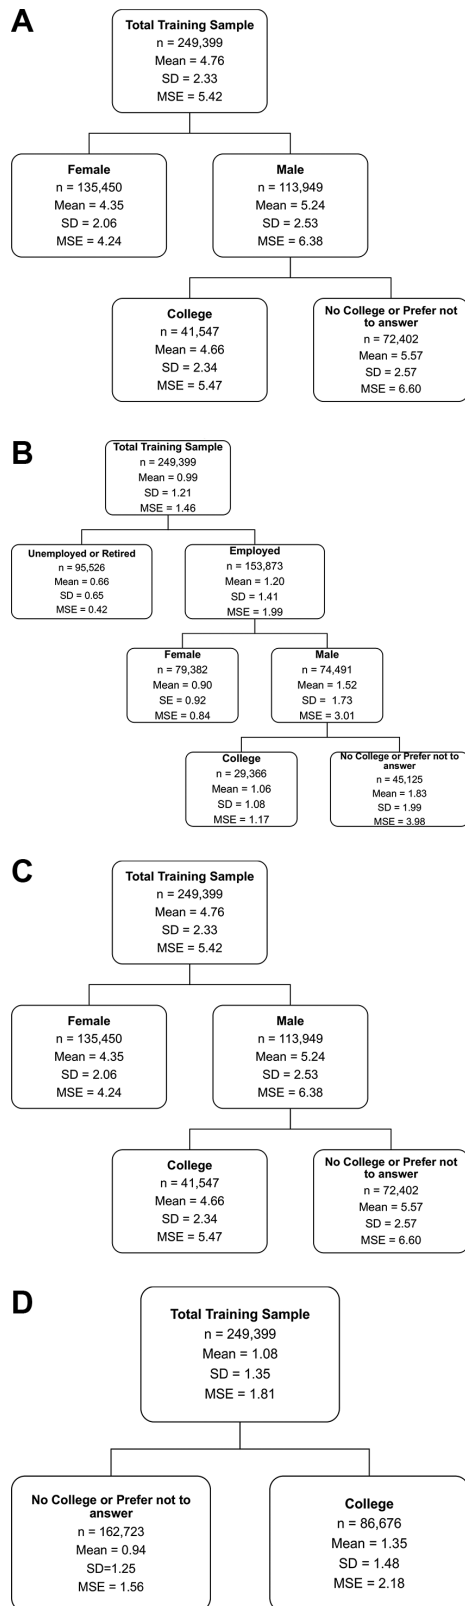 A
Total Training Sample
n = 249,399
Mean = 4.76
SD = 2.33
MSE = 5.42
Female
n = 135,450
Mean = 4.35
SD = 2.06
MSE = 4.24
Male
n = 113,949
Mean = 5.24
SD = 2.53
MSE = 6.38
College
n = 41,547
Mean = 4.66
SD = 2.34
MSE = 5.47
No College or Prefer not
to answer
n = 72,402
Mean = 5.57
SD = 2.57
MSE = 6.60
B
Total Training Sample
n = 249,399
Mean = 0.99
SD = 1.21
MSE = 1.46
Unemployed or Retired
n = 95,526
Mean = 0.66
SD = 0.65
MSE = 0.42
Employed
n = 153,873
Mean = 1.20
SD = 1.41
MSE = 1.99
Female
n = 79,382
Mean = 0.90
SE = 0.92
MSE = 0.84
Male
n = 74,491
Mean = 1.52
SD = 1.73
MSE = 3.01
College
n = 29,366
Mean = 1.06
SD = 1.08
MSE = 1.17
No College or Prefer not to
answer
n = 45,125
Mean = 1.83
SD = 1.99
MSE = 3.98
C
Total Training Sample
n = 249,399
Mean = 4.76
SD = 2.33
MSE = 5.42
Female
n = 135,450
Mean = 4.35
SD = 2.06
MSE = 4.24
Male
n = 113,949
Mean = 5.24
SD = 2.53
MSE = 6.38
College
n = 41,547
Mean = 4.66
SD = 2.34
MSE = 5.47
No College or Prefer not
to answer
n = 72,402
Mean = 5.57
SD = 2.57
MSE = 6.60
D
Total Training Sample
n = 249,399
Mean = 1.08
SD = 1.35
MSE = 1.81
No College or Prefer not to
answer
n = 162,723
Mean = 0.94
SD=1.25
MSE = 1.56
College
n = 86,676
Mean = 1.35
SD = 1.48
MSE = 2.18